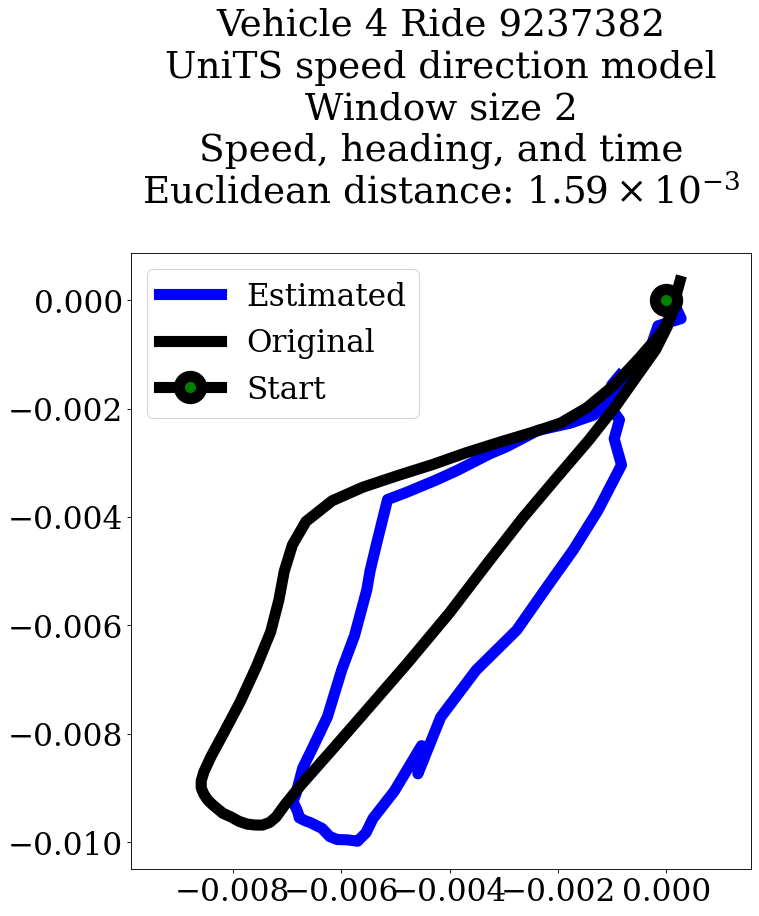 Vehicle 4 Ride 9237382
UniTS speed direction model
Window size 2
Speed, heading, and time
Euclidean distance: 1.59 × 10⁻³
Estimated
Original
Start
0.000
−0.002
−0.004
−0.006
−0.008
−0.010
−0.008 −0.006 −0.004 −0.002 0.000